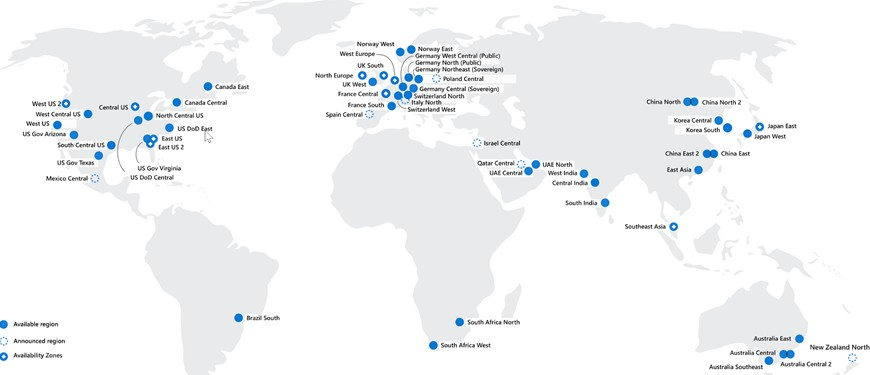 Norway West
Norway East
West Europe
Germany West Central (Public)
Germany North (Public)
UK South
Germany Northeast (Sovereign)
North Europe
Poland Central
UK West
Germany Central (Sovereign)
France Central
Switzerland North
Italy North
France South
Switzerland West
Spain Central
Canada East
West US 2
Central US
Canada Central
West Central US
North Central US
West US
US DoD East
US Gov Arizona
East US
South Central US
East US 2
US Gov Texas
US Gov Virginia
Mexico Central
US DoD Central
China North
China North 2
Korea Central
Japan East
Korea South
Japan West
Israel Central
China East 2
China East
Qatar Central
UAE North
UAE Central
West India
East Asia
Central India
South India
Southeast Asia
Brazil South
South Africa North
South Africa West
Australia East
New Zealand North
Australia Central
Australia Central 2
Australia Southeast
Available region
Announced region
Availability Zones